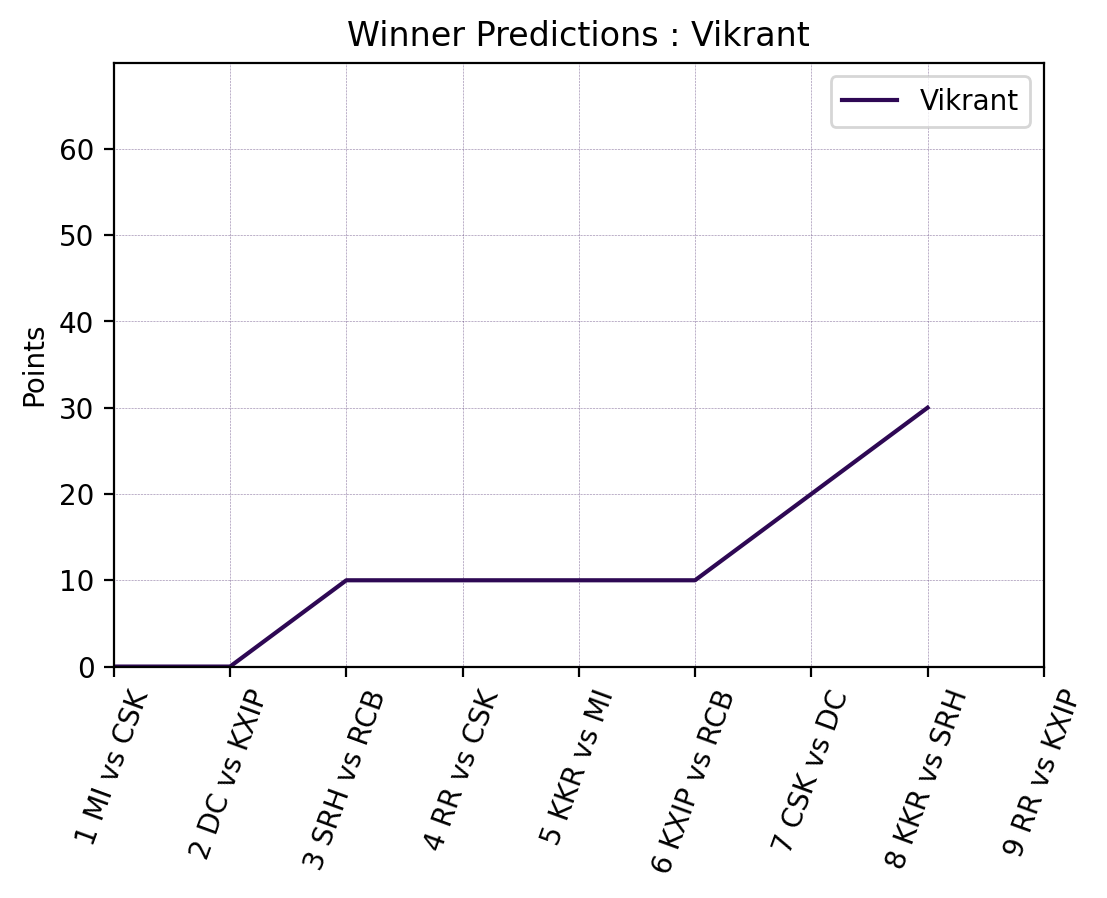 Winner Predictions : Vikrant
Vikrant
Points
60
50
40
30
20
10
0
1 MI vs CSK
2 DC vs KXIP
3 SRH vs RCB
4 RR vs CSK
5 KKR vs MI
6 KXIP vs RCB
7 CSK vs DC
8 KKR vs SRH
9 RR vs KXIP